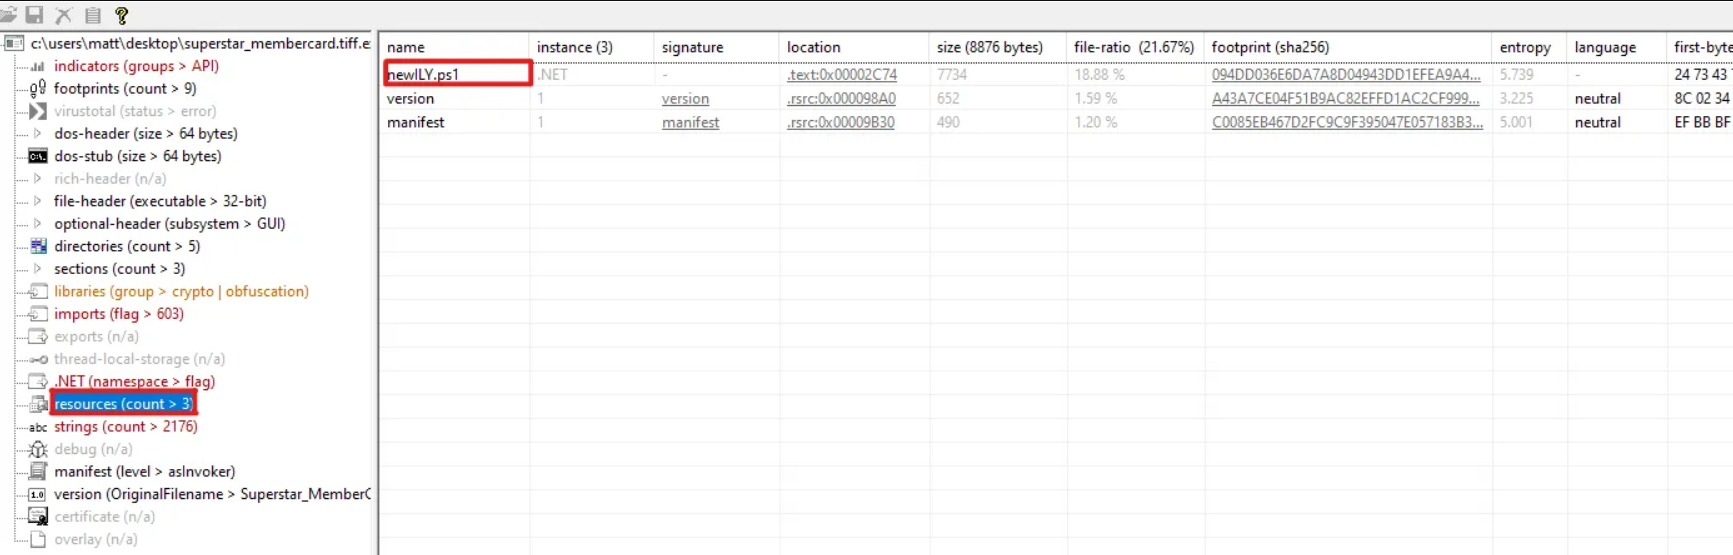 c:\users\matt\desktop\superstar_membercard.tiff.e
indicators (groups > API)
footprints (count > 9)
virustotal (status > error)
dos-header (size > 64 bytes)
dos-stub (size > 64 bytes)
rich-header (n/a)
file-header (executable > 32-bit)
optional-header (subsystem > GUI)
directories (count > 5)
sections (count > 3)
libraries (group > crypto | obfuscation)
imports (flag > 603)
exports (n/a)
thread-local-storage (n/a)
.NET (namespace > flag)
resources (count > 3)
abc strings (count > 2176)
debug (n/a)
manifest (level > asInvoker)
1.0 version (OriginalFilename > Superstar_MemberC
certificate (n/a)
overlay (n/a)
name instance (3) signature location size (8876 bytes) file-ratio (21.67%) footprint (sha256) entropy language first-byte
newILY.ps1 .NET - .text:0x00002C74 7734 18.88 % 094DD036E6DA7A8D04943DD1EFEA9A4... 5.739 - 24 73 43
version 1 version .rsrc:0x000098A0 652 1.59 % A43A7CE04F51B9AC82EFFD1AC2CF999... 3.225 neutral 8C 02 34
manifest 1 manifest .rsrc:0x00009B30 490 1.20 % C0085EB467D2FC9C9F395047E057183B3... 5.001 neutral EF BB BF